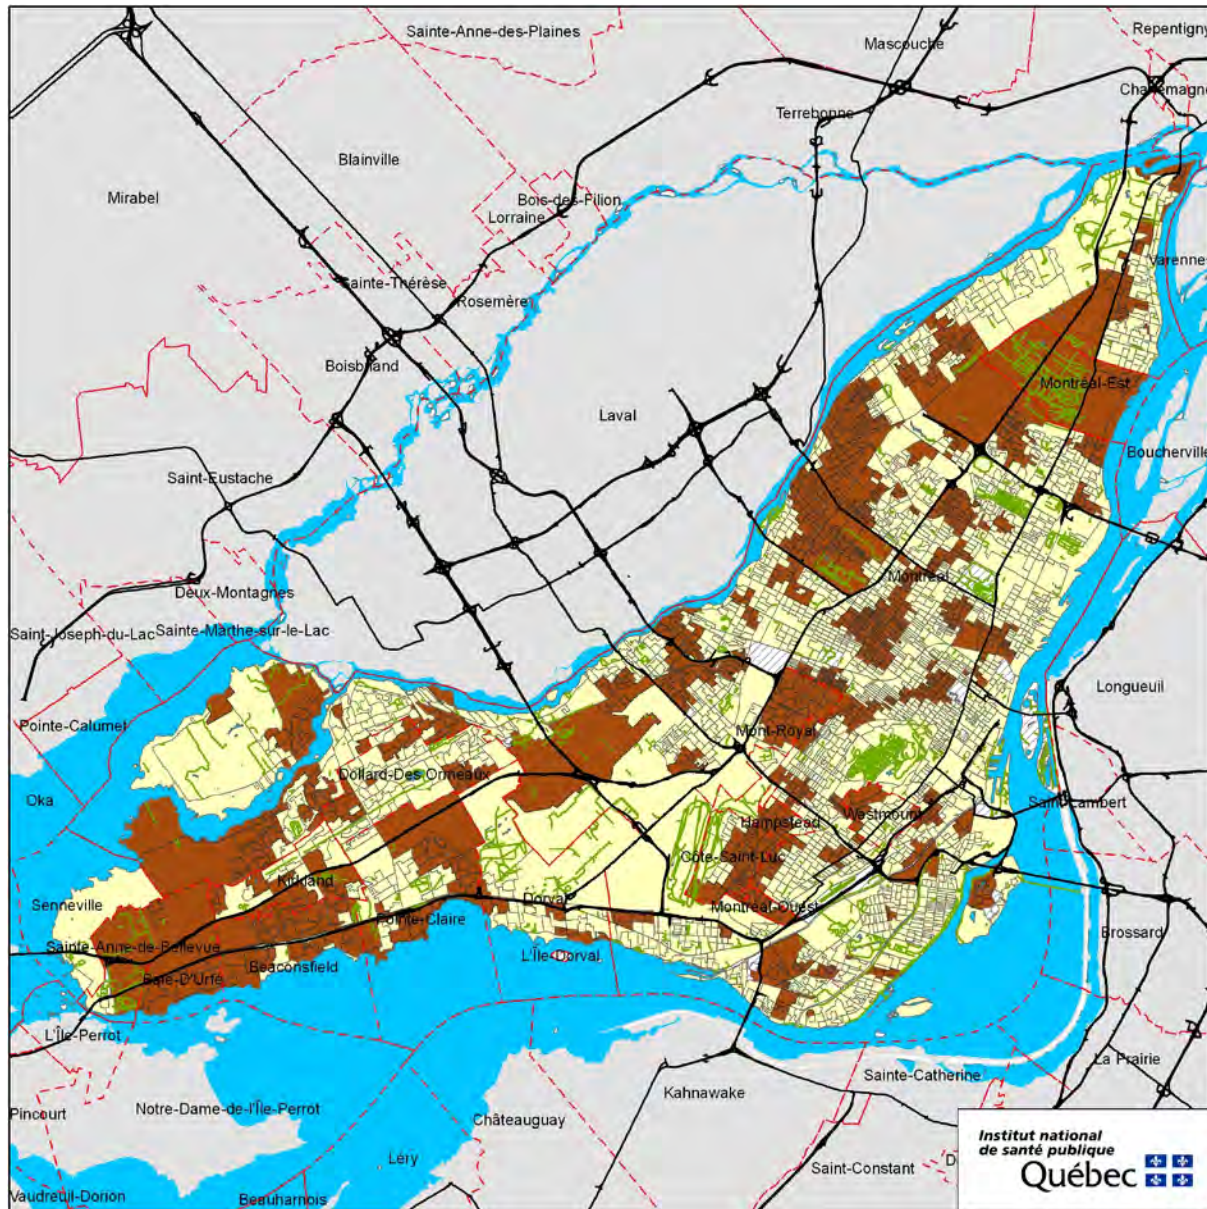 Sainte-Anne-des-Plaines
Repentigny
Mascouche
Charlemagne
Terrebonne
Blainville
Mirabel
Bois-des-Filion
Lorraine
Varennes
Sainte-Thérèse
Rosemère
Boisbriand
Montréal-Est
Laval
Boucherville
Saint-Eustache
Montréal
Deux-Montagnes
Saint-Joseph-du-Lac
Sainte-Marthe-sur-le-Lac
Longueuil
Pointe-Calumet
Mont-Royal
Dollard-Des Ormeaux
Oka
Saint-Lambert
Westmount
Hampstead
Côte-Saint-Luc
Kirkland
Senneville
Dorval
Montréal-Ouest
Pointe-Claire
Brossard
Sainte-Anne-de-Bellevue
L'Île-Dorval
Beaconsfield
Baie-D'Urfé
L'Île-Perrot
La Prairie
Sainte-Catherine
Kahnawake
Notre-Dame-de-l'Île-Perrot
Pincourt
Châteauguay
Léry
Saint-Constant
Vaudreuil-Dorion
Beauharnois
Institut national
de santé publique
Québec